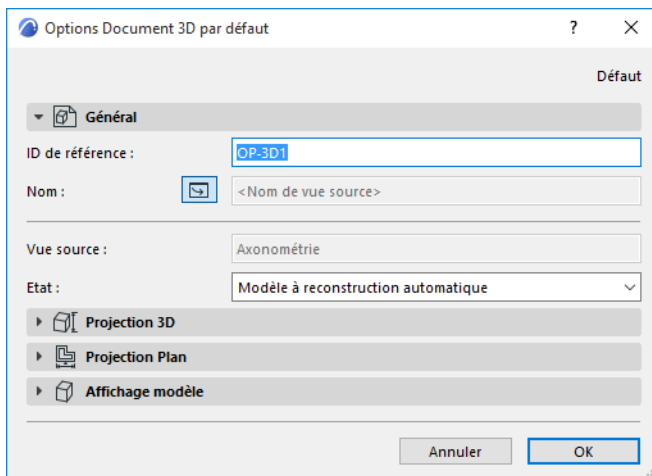 Options Document 3D par défaut
?
Défaut
Général
ID de référence :
OP-3D1
Nom :
<Nom de vue source>
Vue source :
Axonométrie
Etat :
Modèle à reconstruction automatique
Projection 3D
Projection Plan
Affichage modèle
Annuler
OK